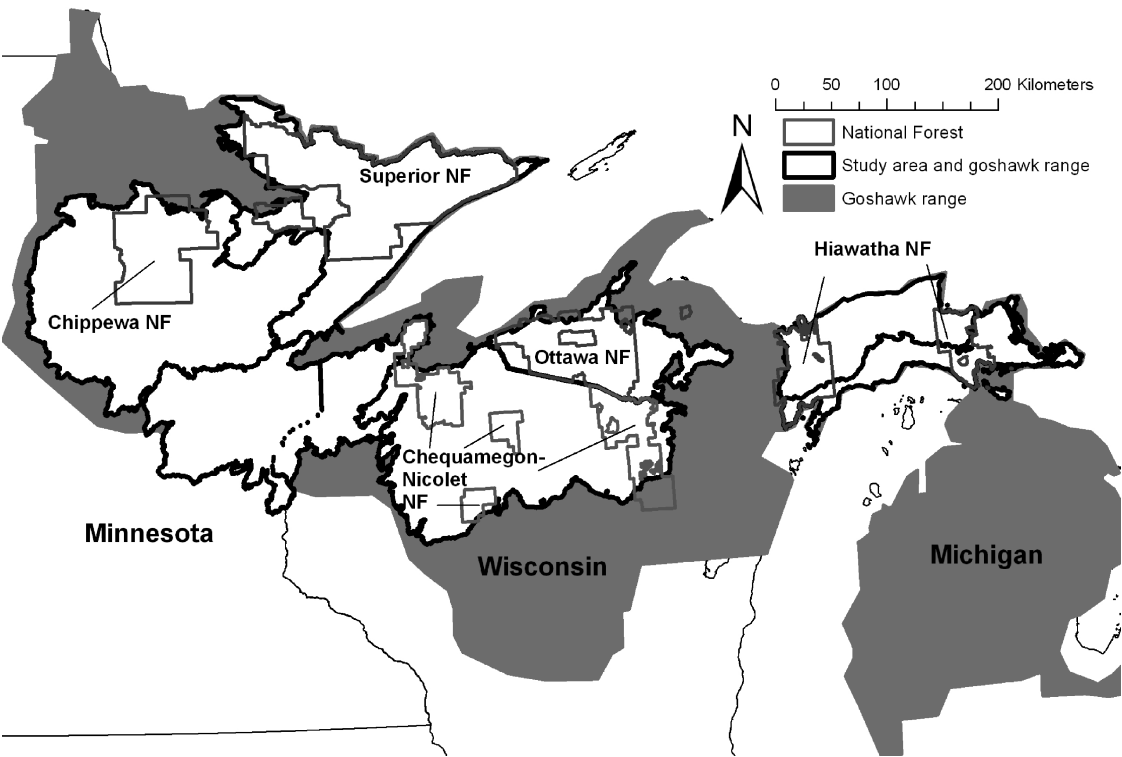 0 50 100 200 Kilometers
N
National Forest
Study area and goshawk range
Goshawk range
Superior NF
Hiawatha NF
Chippewa NF
Ottawa NF
Chequamegon-
Nicolet
NF
Minnesota
Wisconsin
Michigan